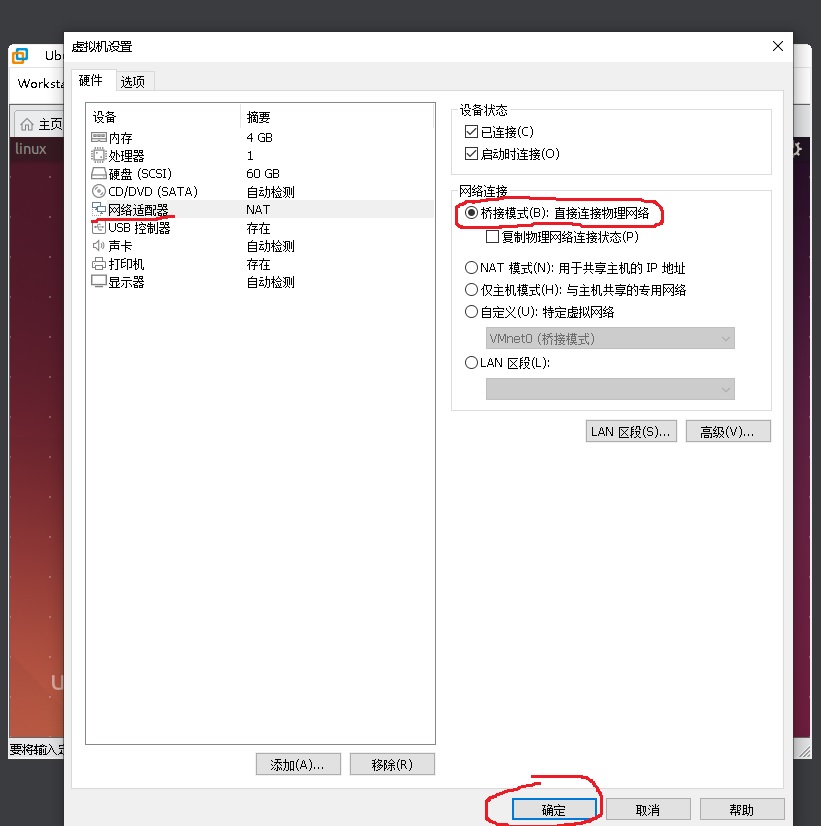 Ub
虚拟机设置
Worksta
硬件 选项
主页
linux
设备 摘要
内存 4 GB
处理器 1
硬盘 (SCSI) 60 GB
CD/DVD (SATA) 自动检测
网络适配器 NAT
USB 控制器 存在
声卡 自动检测
打印机 存在
显示器 自动检测
设备状态
已连接(C)
启动时连接(O)
网络连接
桥接模式(B): 直接连接物理网络
复制物理网络连接状态(P)
NAT 模式(N): 用于共享主机的 IP 地址
仅主机模式(H): 与主机共享的专用网络
自定义(U): 特定虚拟网络
VMnet0 (桥接模式)
LAN 区段(L):
LAN 区段(S)... 高级(V)...
U
要将输入定
添加(A)... 移除(R)
确定 取消 帮助